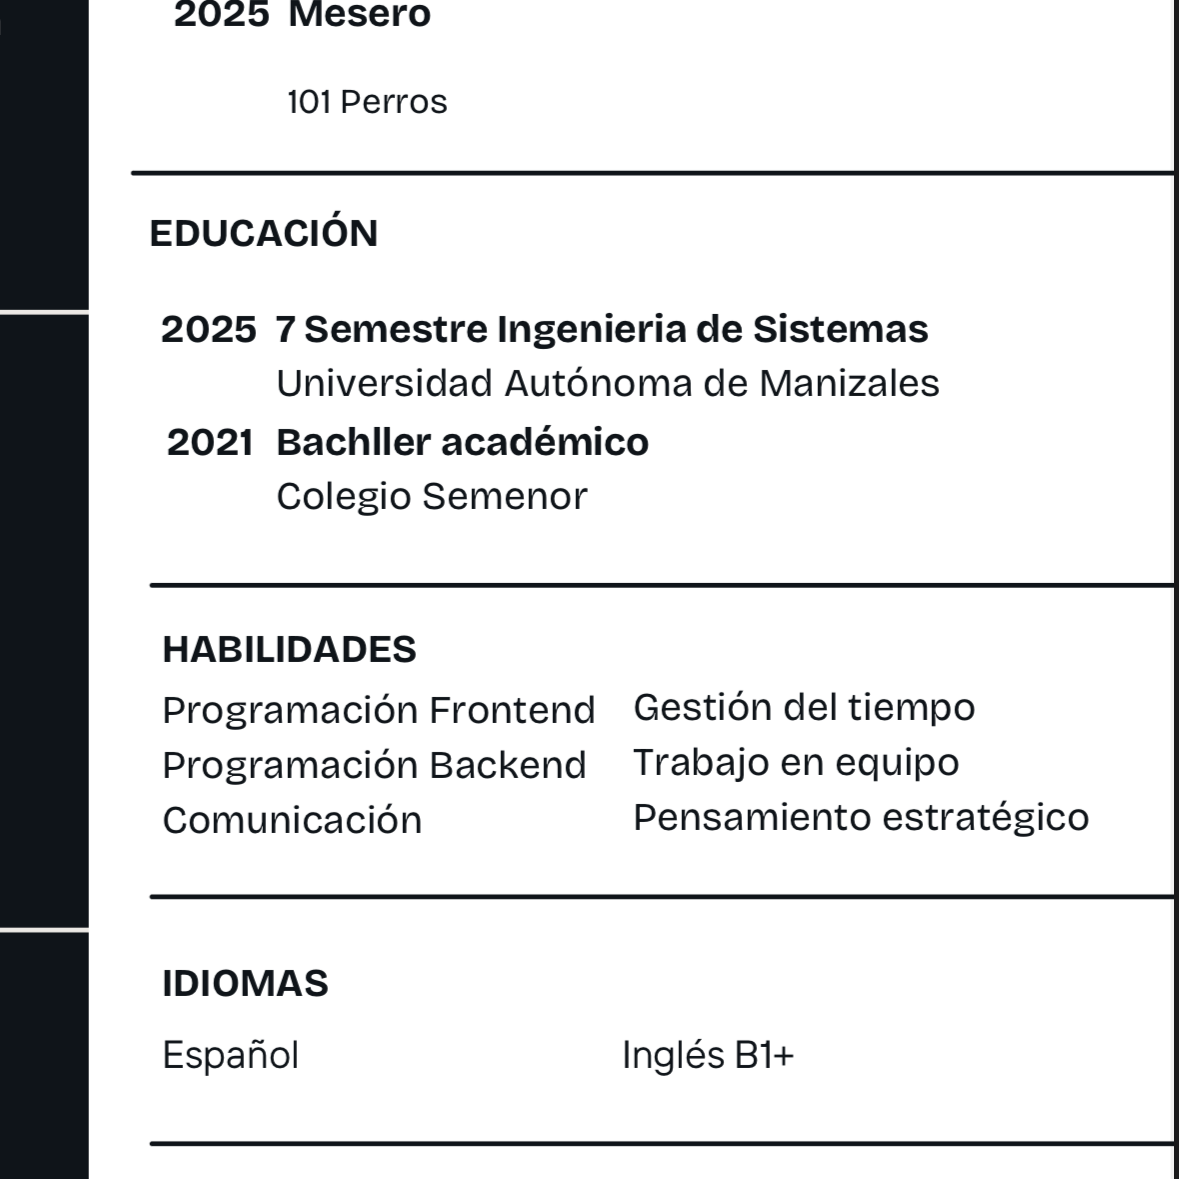 2025 Mesero
101 Perros
EDUCACIÓN
2025 7 Semestre Ingenieria de Sistemas
Universidad Autónoma de Manizales
2021 Bachller académico
Colegio Semenor
HABILIDADES
Programación Frontend Gestión del tiempo
Programación Backend Trabajo en equipo
Comunicación Pensamiento estratégico
IDIOMAS
Español Inglés B1+